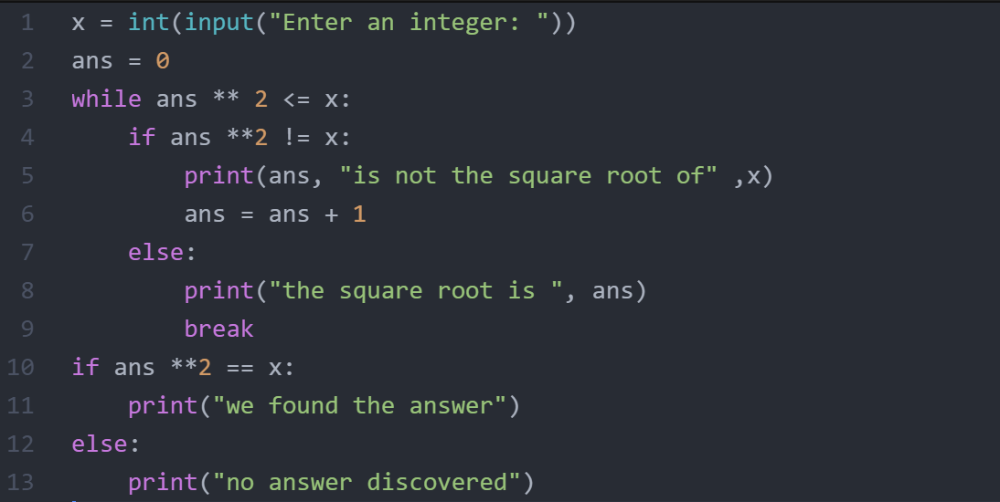 1 x = int(input("Enter an integer: "))
2 ans = 0
3 while ans ** 2 <= x:
4     if ans **2 != x:
5         print(ans, "is not the square root of" ,x)
6         ans = ans + 1
7     else:
8         print("the square root is ", ans)
9         break
10 if ans **2 == x:
11     print("we found the answer")
12 else:
13     print("no answer discovered")